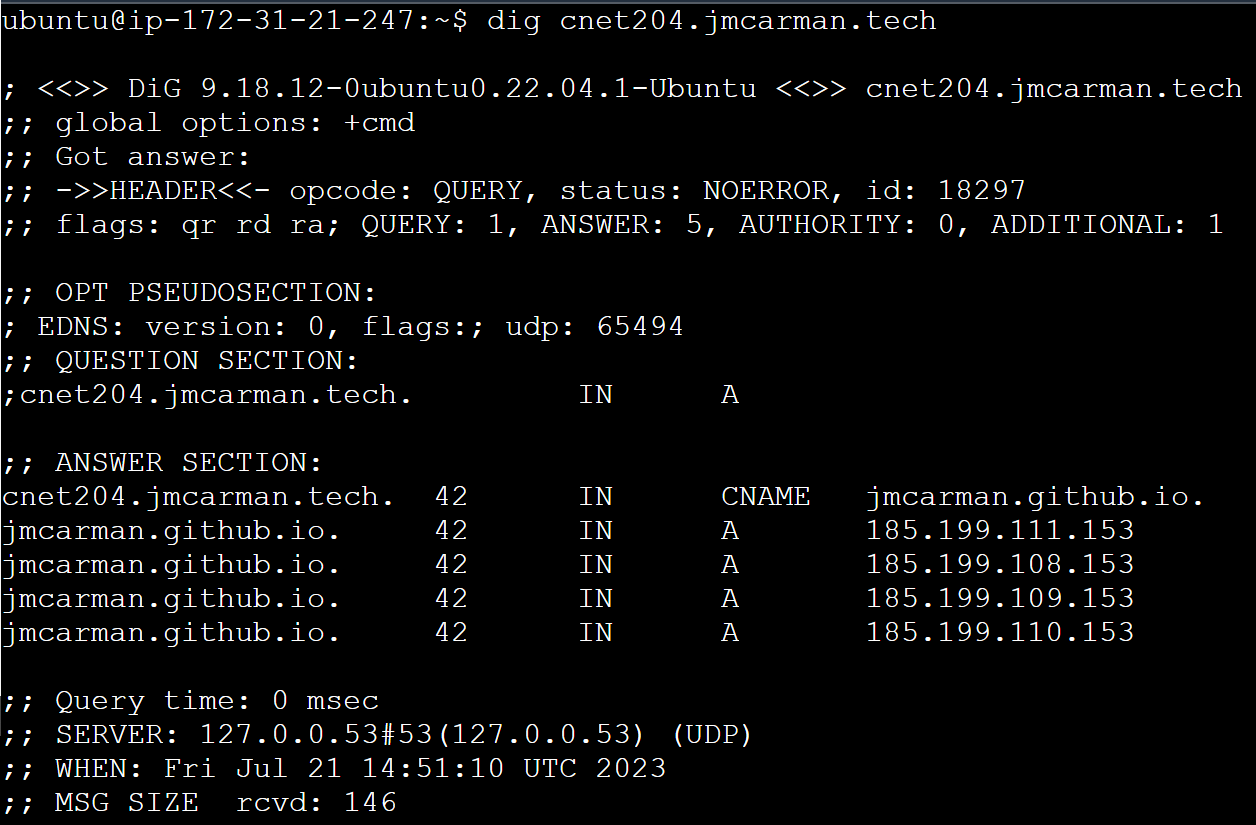 ubuntu@ip-172-31-21-247:~$ dig cnet204.jmcarman.tech
; <<>> DiG 9.18.12-0ubuntu0.22.04.1-Ubuntu <<>> cnet204.jmcarman.tech
;; global options: +cmd
;; Got answer:
;; ->>HEADER<<- opcode: QUERY, status: NOERROR, id: 18297
;; flags: qr rd ra; QUERY: 1, ANSWER: 5, AUTHORITY: 0, ADDITIONAL: 1
;; OPT PSEUDOSECTION:
; EDNS: version: 0, flags:; udp: 65494
;; QUESTION SECTION:
;cnet204.jmcarman.tech. IN A
;; ANSWER SECTION:
cnet204.jmcarman.tech. 42 IN CNAME jmcarman.github.io.
jmcarman.github.io. 42 IN A 185.199.111.153
jmcarman.github.io. 42 IN A 185.199.108.153
jmcarman.github.io. 42 IN A 185.199.109.153
jmcarman.github.io. 42 IN A 185.199.110.153
;; Query time: 0 msec
;; SERVER: 127.0.0.53#53(127.0.0.53) (UDP)
;; WHEN: Fri Jul 21 14:51:10 UTC 2023
;; MSG SIZE  rcvd: 146